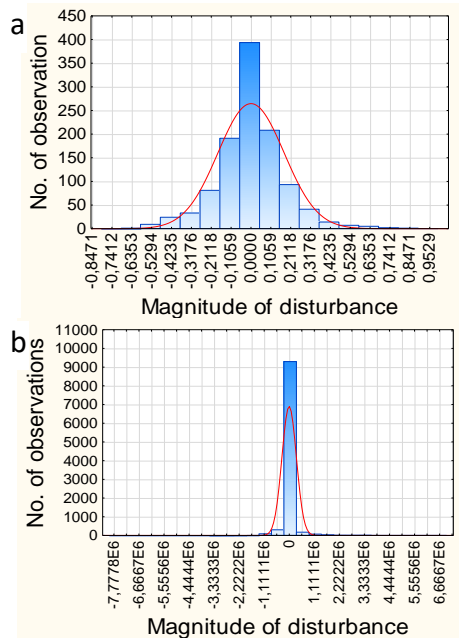 a
450
400
350
300
250
200
150
100
50
0
No. of observation
-0,8471
-0,7412
-0,6353
-0,5294
-0,4235
-0,3176
-0,2118
-0,1059
0,0000
0,1059
0,2118
0,3176
0,4235
0,5294
0,6353
0,7412
0,8471
0,9529
Magnitude of disturbance
b
11000
10000
9000
8000
7000
6000
5000
4000
3000
2000
1000
0
No. of observations
-7,7778E6
-6,6667E6
-5,5556E6
-4,4444E6
-3,3333E6
-2,2222E6
-1,1111E6
0
1,1111E6
2,2222E6
3,3333E6
4,4444E6
5,5556E6
6,6667E6
Magnitude of disturbance